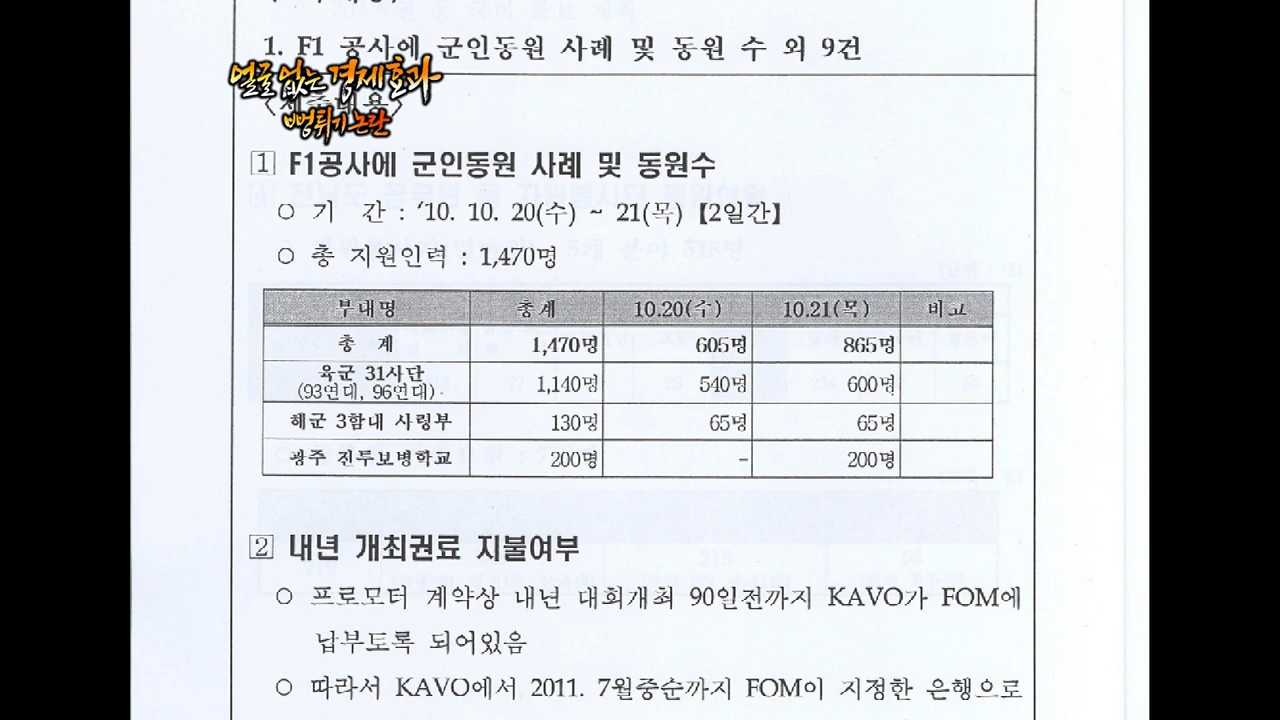 1. F1 공사에 군인동원 사례 및 동원 수 외 9건
얼굴 없는 경제효과
뻥튀기 논란
1 F1공사에 군인동원 사례 및 동원수
○ 기 간 : '10. 10. 20(수) ~ 21(목) 【2일간】
○ 총 지원인력 : 1,470명
부대명 총계 10.20(수) 10.21(목) 비고
총 계 1,470명 605명 865명
육군 31사단 1,140명 540명 600명
(93연대, 96연대)
해군 3함대 사령부 130명 65명 65명
광주 전투보병학교 200명 - 200명
2 내년 개최권료 지불여부
○ 프로모터 계약상 내년 대회개최 90일전까지 KAVO가 FOM에
납부토록 되어있음
○ 따라서 KAVO에서 2011. 7월중순까지 FOM이 지정한 은행으로